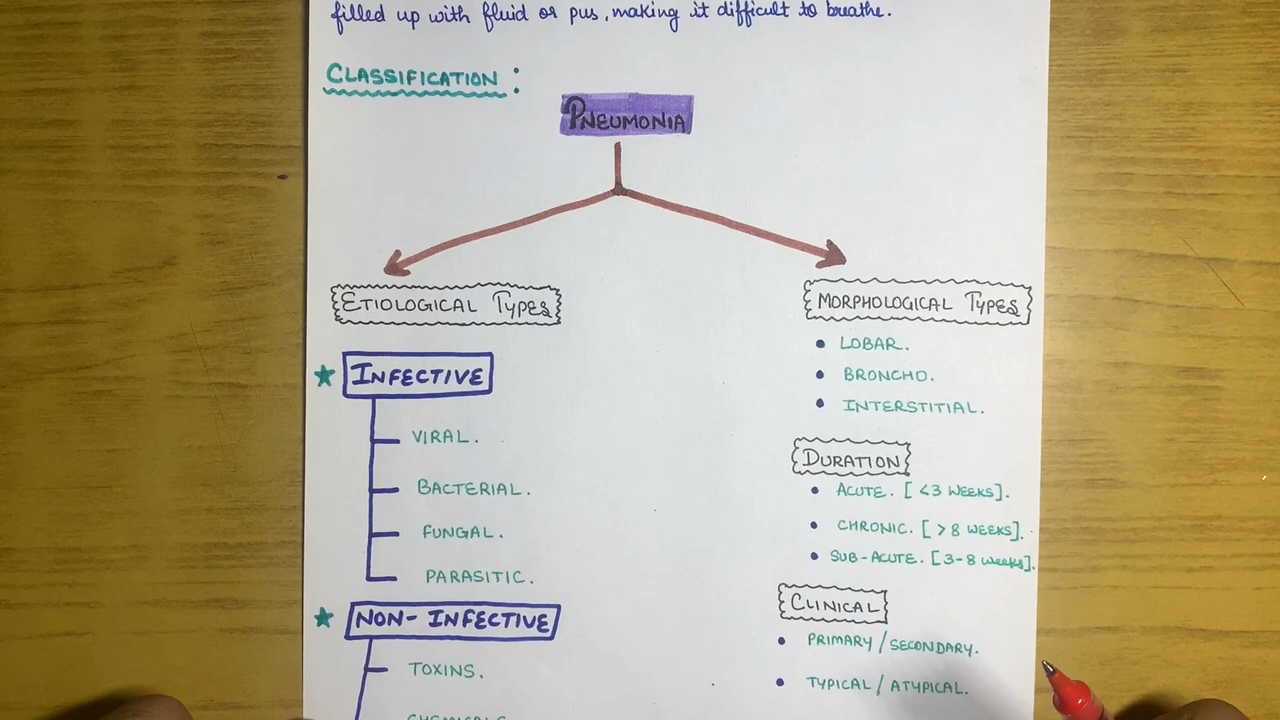 filled up with fluid or pus, making it difficult to breathe.
CLASSIFICATION :
PNEUMONIA
ETIOLOGICAL TYPES
★ INFECTIVE
VIRAL.
BACTERIAL.
FUNGAL.
PARASITIC.
★ NON-INFECTIVE
TOXINS.
CHEMICALS
MORPHOLOGICAL TYPES
• LOBAR.
• BRONCHO.
• INTERSTITIAL.
DURATION
• ACUTE. [<3 WEEKS].
• CHRONIC. [>8 WEEKS].
• SUB-ACUTE. [3-8 weeks].
CLINICAL
• PRIMARY/SECONDARY.
• TYPICAL/ATYPICAL.